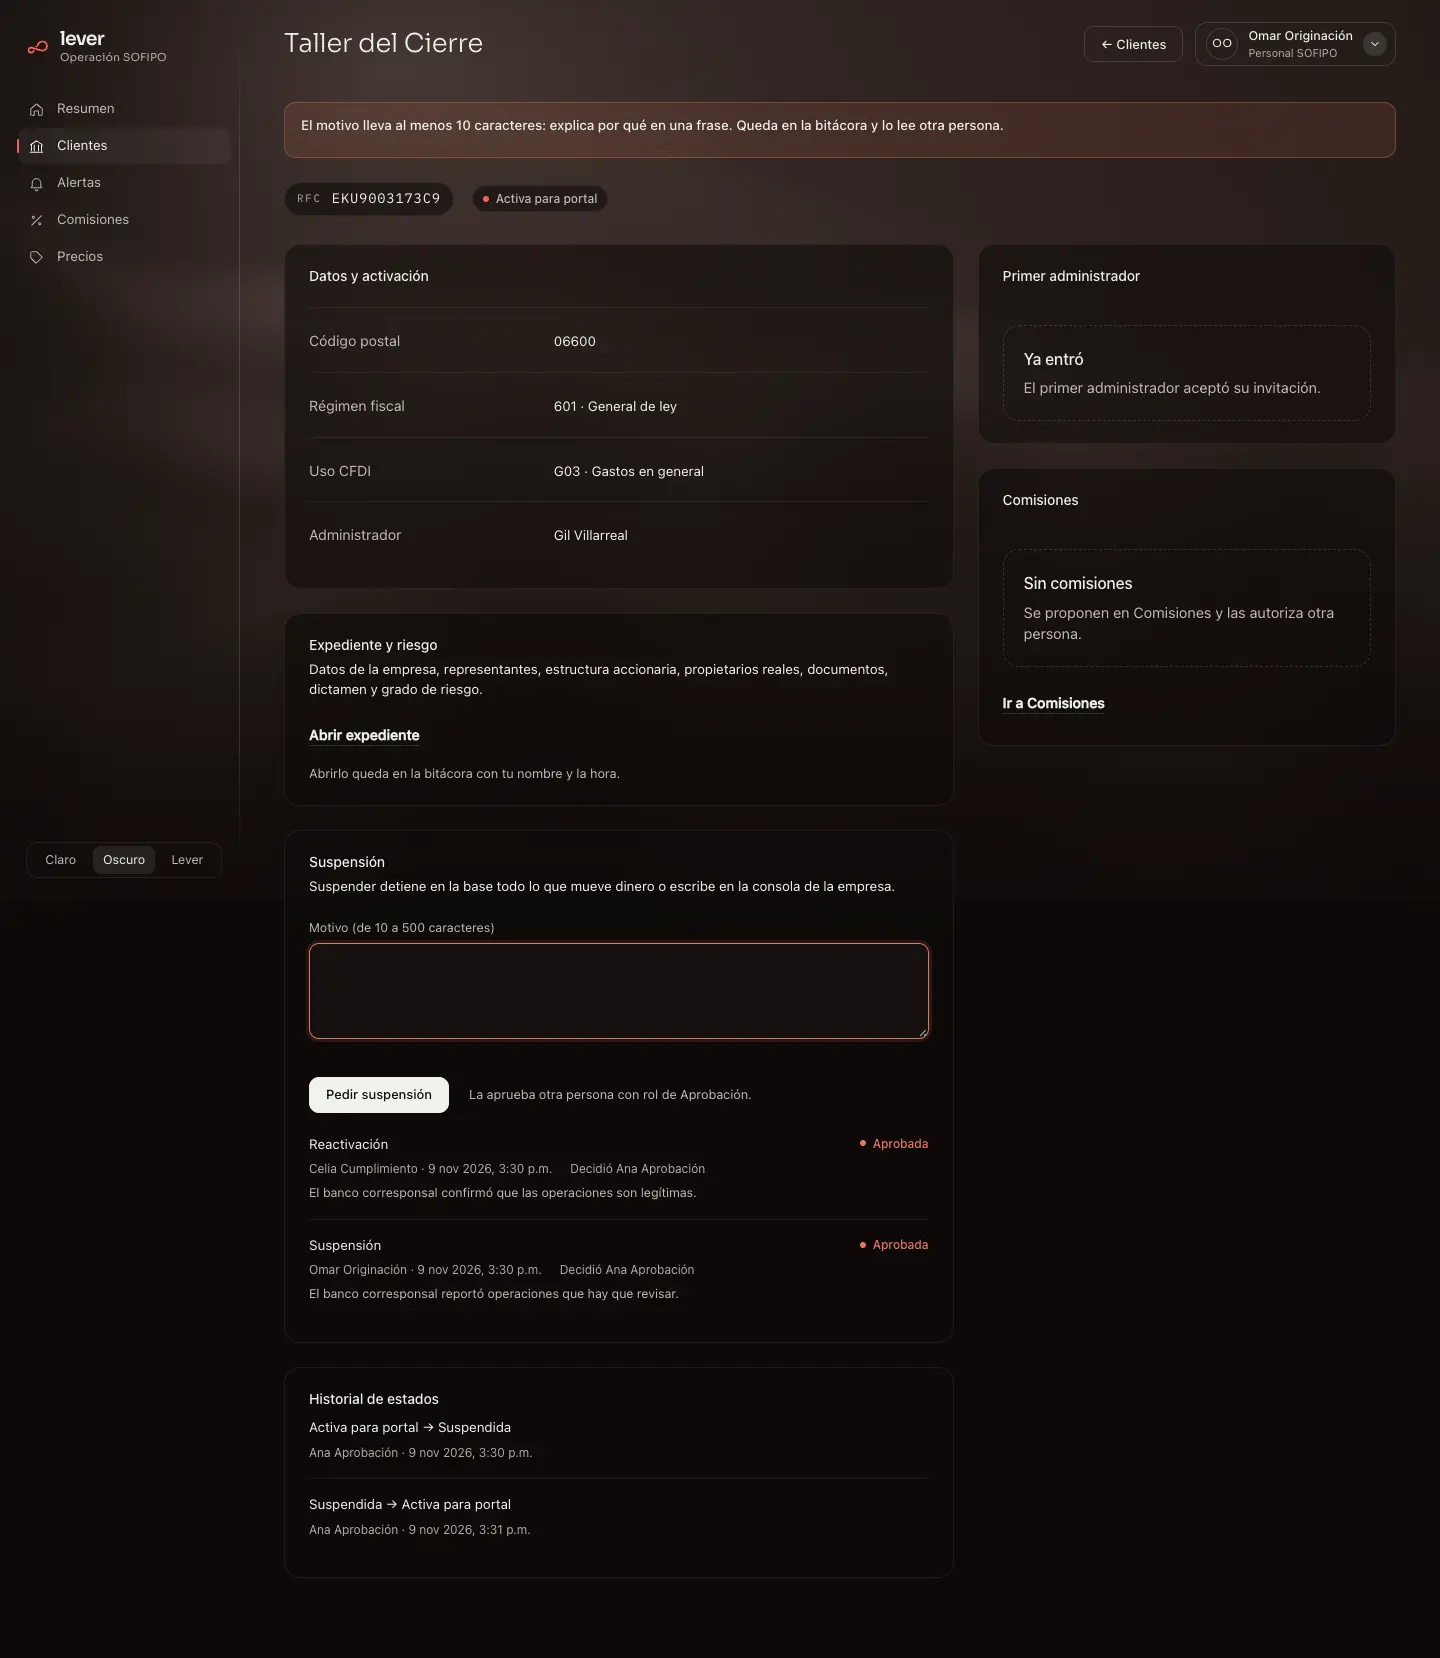 lever
Operación SOFIPO
Resumen
Clientes
Alertas
Comisiones
Precios
Claro
Oscuro
Lever
Taller del Cierre
← Clientes
OO
Omar Originación
Personal SOFIPO
El motivo lleva al menos 10 caracteres: explica por qué en una frase. Queda en la bitácora y lo lee otra persona.
RFC EKU9003173C9
Activa para portal
Datos y activación
Código postal
06600
Régimen fiscal
601 · General de ley
Uso CFDI
G03 · Gastos en general
Administrador
Gil Villarreal
Expediente y riesgo
Datos de la empresa, representantes, estructura accionaria, propietarios reales, documentos,
dictamen y grado de riesgo.
Abrir expediente
Abrirlo queda en la bitácora con tu nombre y la hora.
Suspensión
Suspender detiene en la base todo lo que mueve dinero o escribe en la consola de la empresa.
Motivo (de 10 a 500 caracteres)
Pedir suspensión
La aprueba otra persona con rol de Aprobación.
Reactivación
Aprobada
Celia Cumplimiento · 9 nov 2026, 3:30 p.m. Decidió Ana Aprobación
El banco corresponsal confirmó que las operaciones son legítimas.
Suspensión
Aprobada
Omar Originación · 9 nov 2026, 3:30 p.m. Decidió Ana Aprobación
El banco corresponsal reportó operaciones que hay que revisar.
Historial de estados
Activa para portal → Suspendida
Ana Aprobación · 9 nov 2026, 3:30 p.m.
Suspendida → Activa para portal
Ana Aprobación · 9 nov 2026, 3:31 p.m.
Primer administrador
Ya entró
El primer administrador aceptó su invitación.
Comisiones
Sin comisiones
Se proponen en Comisiones y las autoriza otra
persona.
Ir a Comisiones